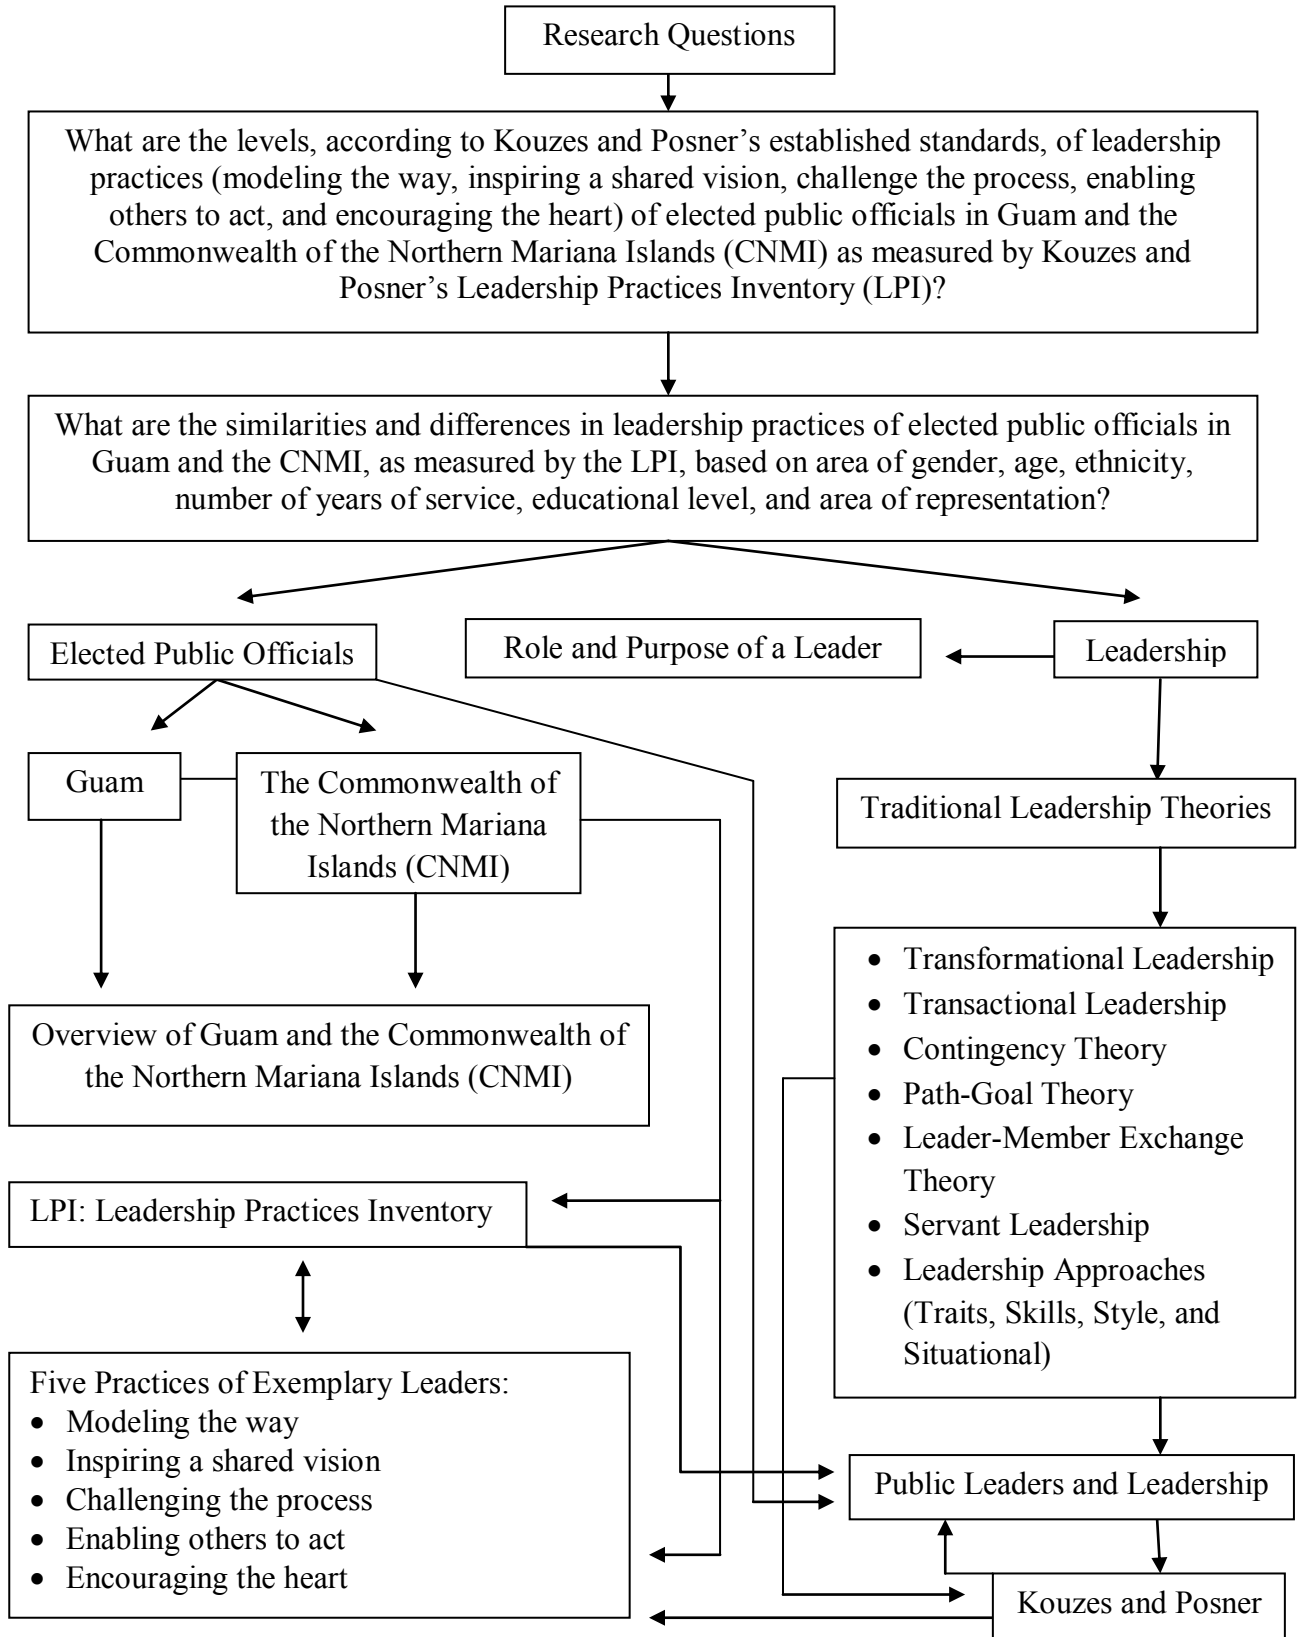 Research Questions
What are the levels, according to Kouzes and Posner’s established standards, of leadership
practices (modeling the way, inspiring a shared vision, challenge the process, enabling
others to act, and encouraging the heart) of elected public officials in Guam and the
Commonwealth of the Northern Mariana Islands (CNMI) as measured by Kouzes and
Posner’s Leadership Practices Inventory (LPI)?
What are the similarities and differences in leadership practices of elected public officials in
Guam and the CNMI, as measured by the LPI, based on area of gender, age, ethnicity,
number of years of service, educational level, and area of representation?
Elected Public Officials
Role and Purpose of a Leader
Leadership
Guam
The Commonwealth of
the Northern Mariana
Islands (CNMI)
Traditional Leadership Theories
Overview of Guam and the Commonwealth of
the Northern Mariana Islands (CNMI)
• Transformational Leadership
• Transactional Leadership
• Contingency Theory
• Path-Goal Theory
• Leader-Member Exchange
Theory
• Servant Leadership
• Leadership Approaches
(Traits, Skills, Style, and
Situational)
LPI: Leadership Practices Inventory
Five Practices of Exemplary Leaders:
• Modeling the way
• Inspiring a shared vision
• Challenging the process
• Enabling others to act
• Encouraging the heart
Public Leaders and Leadership
Kouzes and Posner